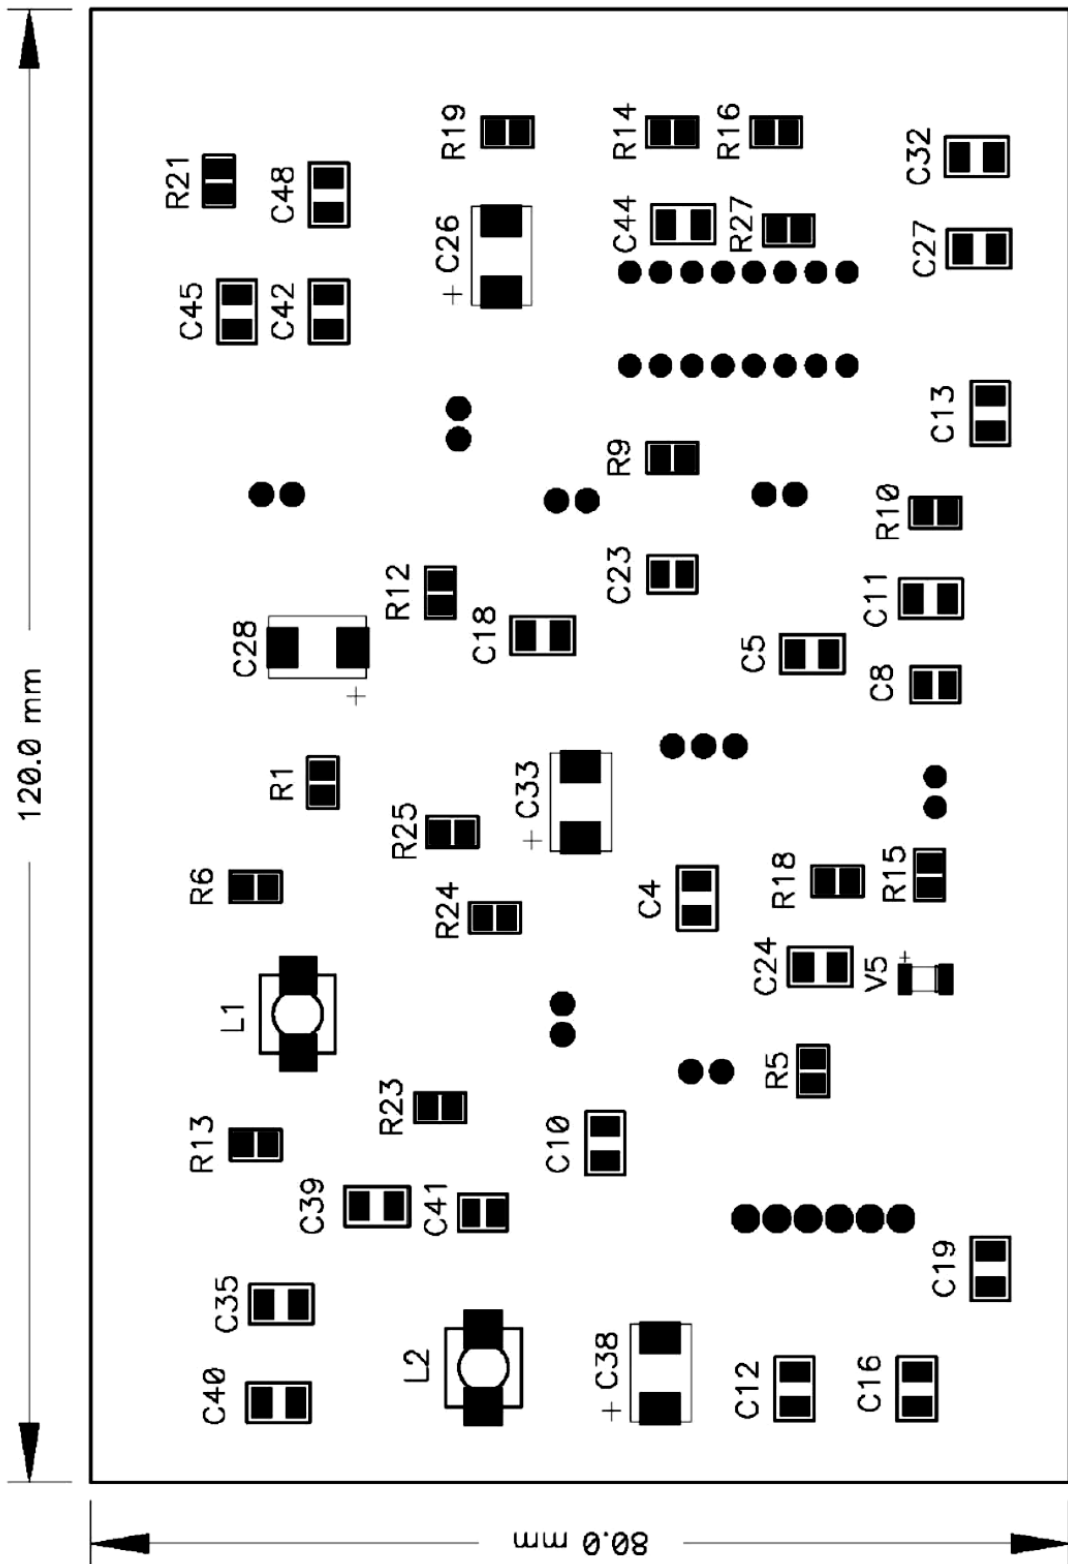 120.0 mm
80.0 mm
R21
C48
R19
R14
R16
C32
C45
C42
+ C26
C44
R27
C27
C13
R9
R10
R12
C28
+
C18
C23
C5
C11
C8
R1
R25
+ C33
R6
R24
C4
R18
R15
L1
C24
V5
+
R13
R23
C10
R5
C39
C41
C35
C19
C40
L2
+ C38
C12
C16